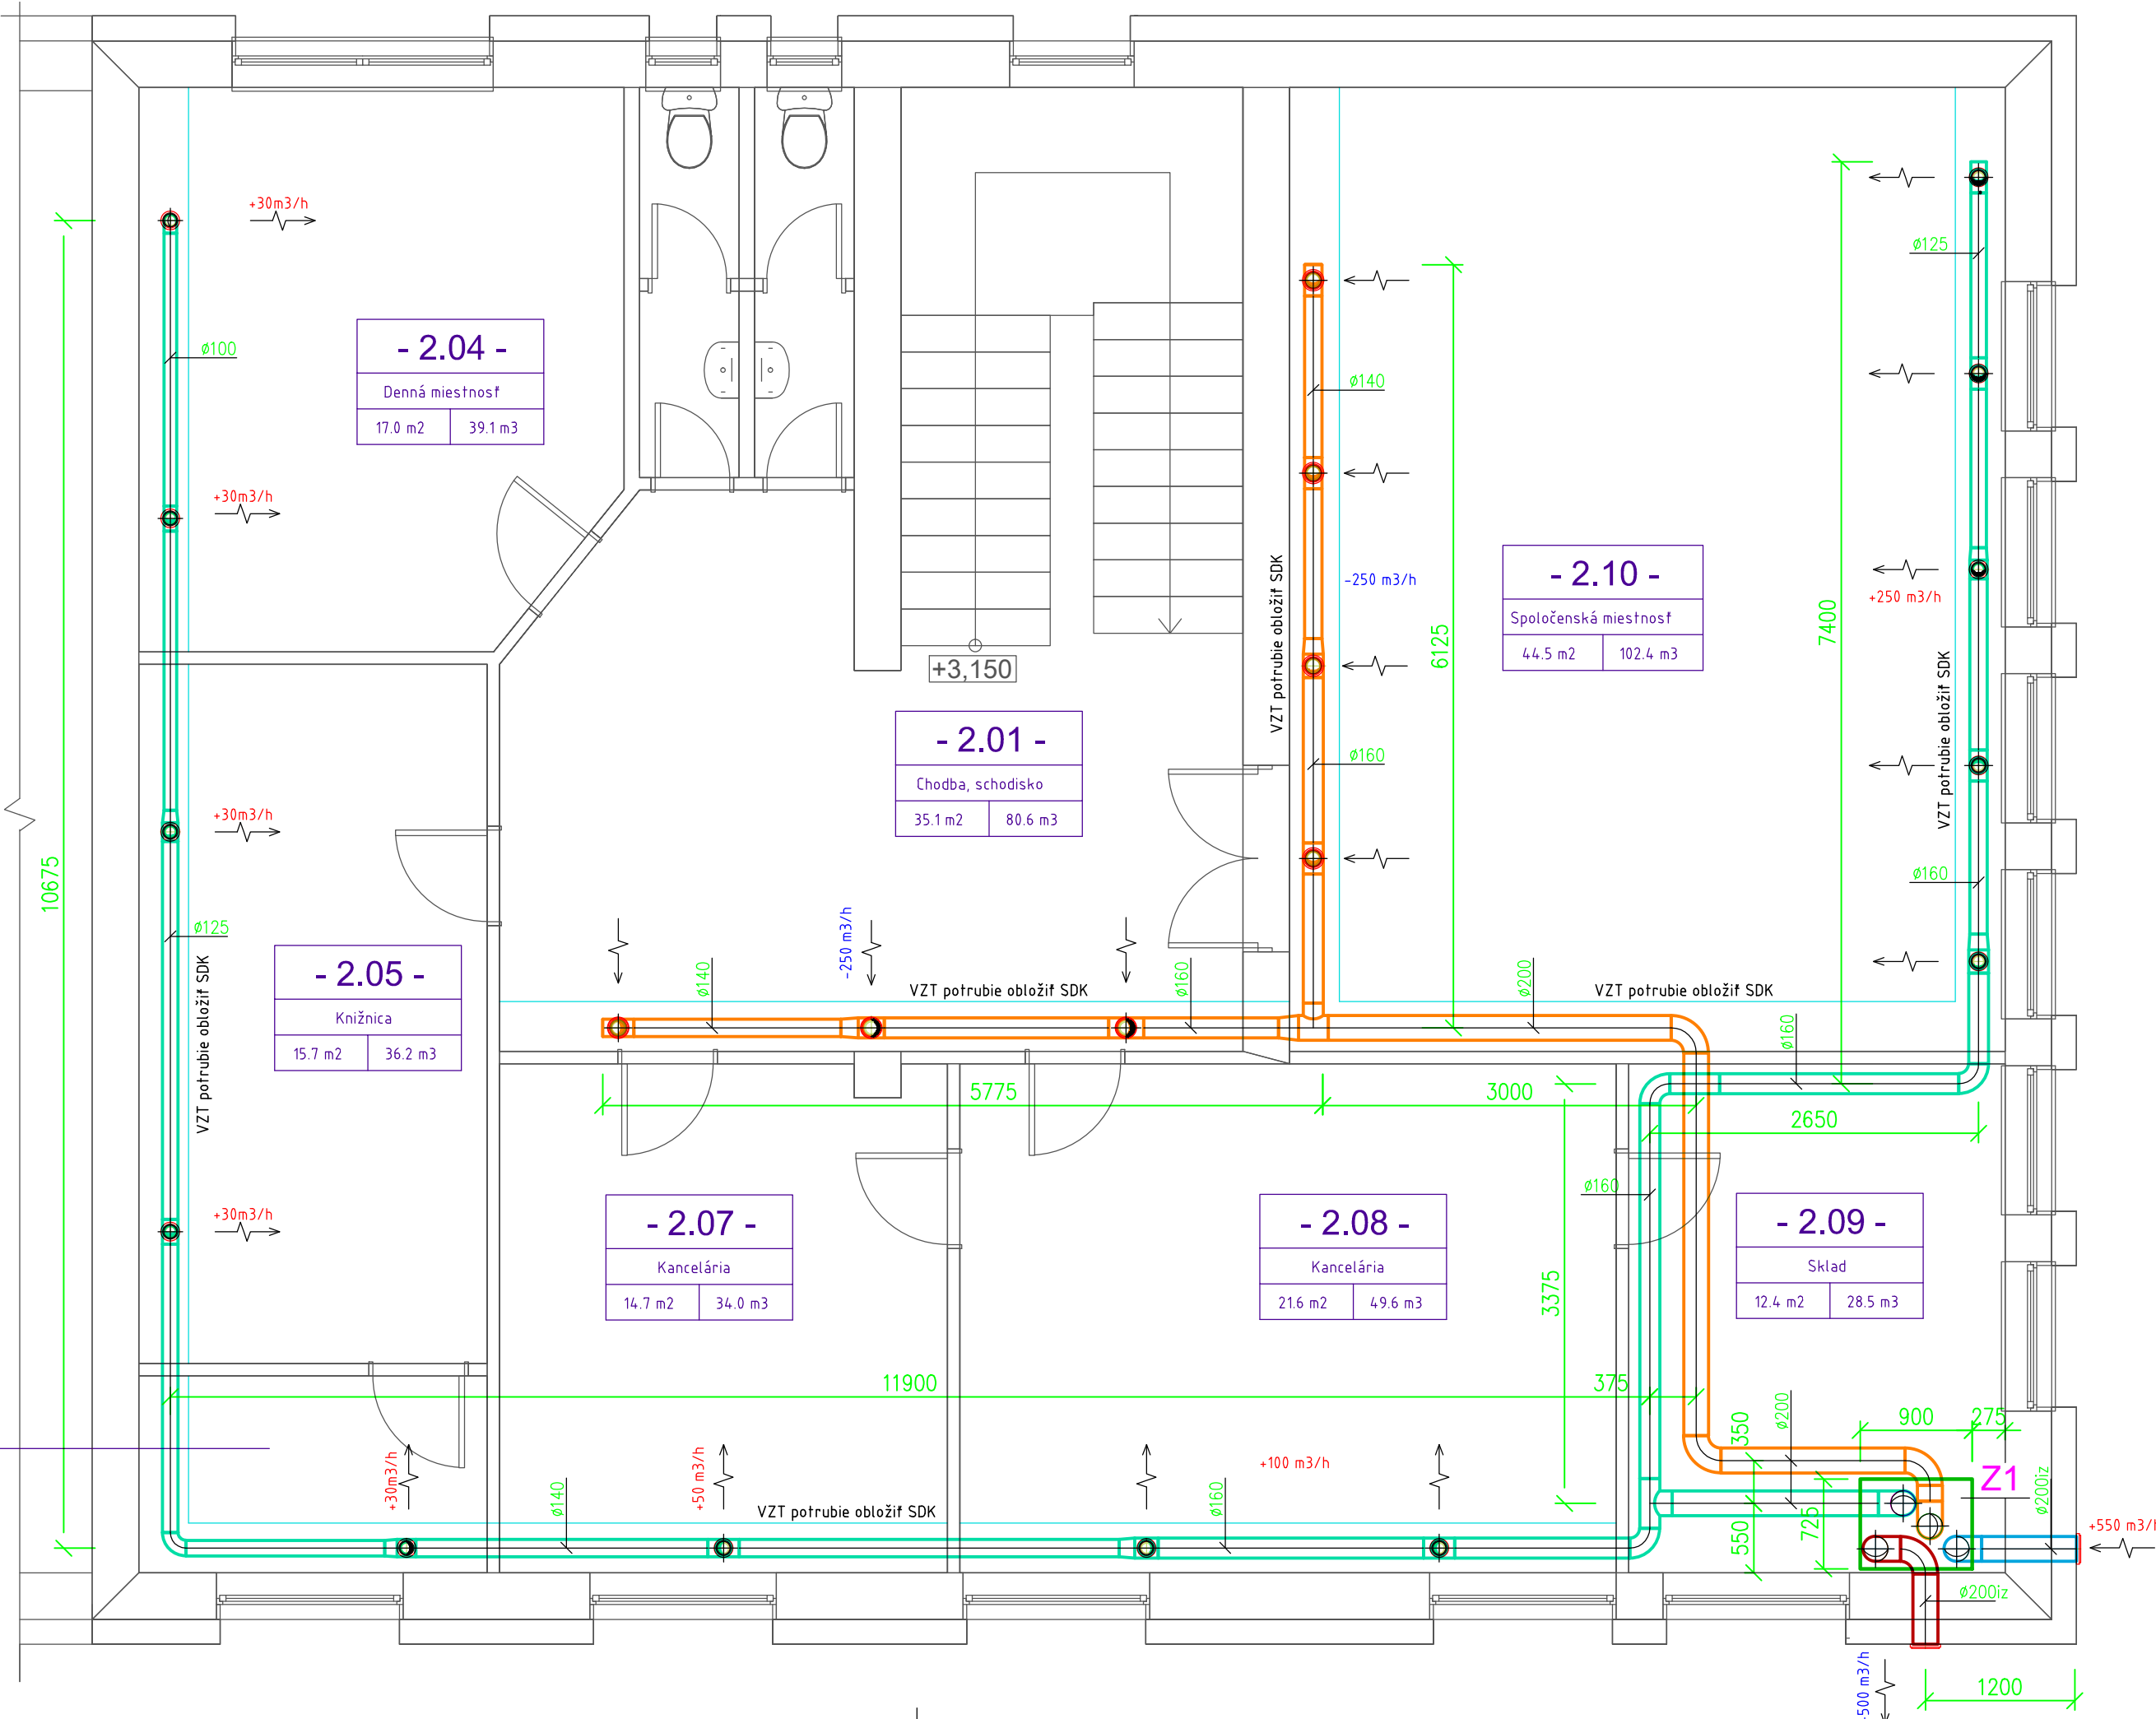 +30m3/h
ø100
- 2.04 -
Denná miestnosť
17.0 m2
39.1 m3
+30m3/h
ø125
ø140
-250 m3/h
VZT potrubie obložiť SDK
6125
- 2.10 -
Spoločenská miestnosť
44.5 m2
102.4 m3
+250 m3/h
7400
VZT potrubie obložiť SDK
+3,150
- 2.01 -
Chodba, schodisko
35.1 m2
80.6 m3
ø160
+30m3/h
10675
ø125
VZT potrubie obložiť SDK
- 2.05 -
Knižnica
15.7 m2
36.2 m3
-250 m3/h
ø140
VZT potrubie obložiť SDK
ø160
ø200
VZT potrubie obložiť SDK
ø160
ø160
5775
3000
2650
+30m3/h
- 2.07 -
Kancelária
14.7 m2
34.0 m3
- 2.08 -
Kancelária
21.6 m2
49.6 m3
ø160
3375
- 2.09 -
Sklad
12.4 m2
28.5 m3
11900
375
350
ø200
900
275
+30m3/h
ø140
+50 m3/h
VZT potrubie obložiť SDK
ø160
+100 m3/h
550
725
Z1
ø200iz
+550 m3/h
ø200iz
-500 m3/h
1200